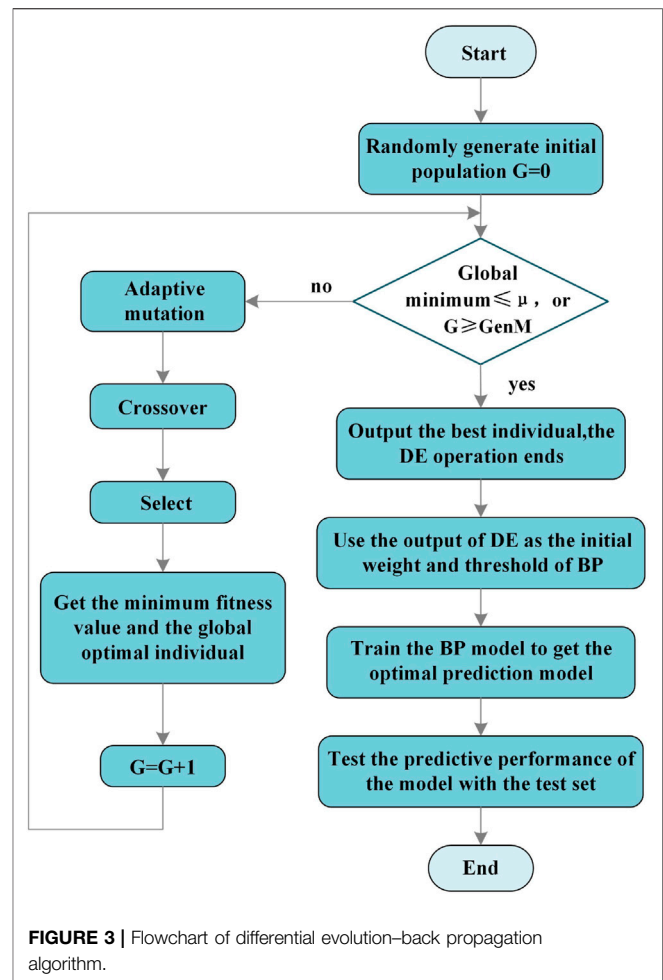 Start
Randomly generate initial
population G=0
Global
minimum≤ μ, or
G≥GenM
no
yes
Adaptive
mutation
Crossover
Select
Get the minimum fitness
value and the global
optimal individual
G=G+1
Output the best individual,the
DE operation ends
Use the output of DE as the initial
weight and threshold of BP
Train the BP model to get the
optimal prediction model
Test the predictive performance of
the model with the test set
End
FIGURE 3 | Flowchart of differential evolution–back propagation
algorithm.